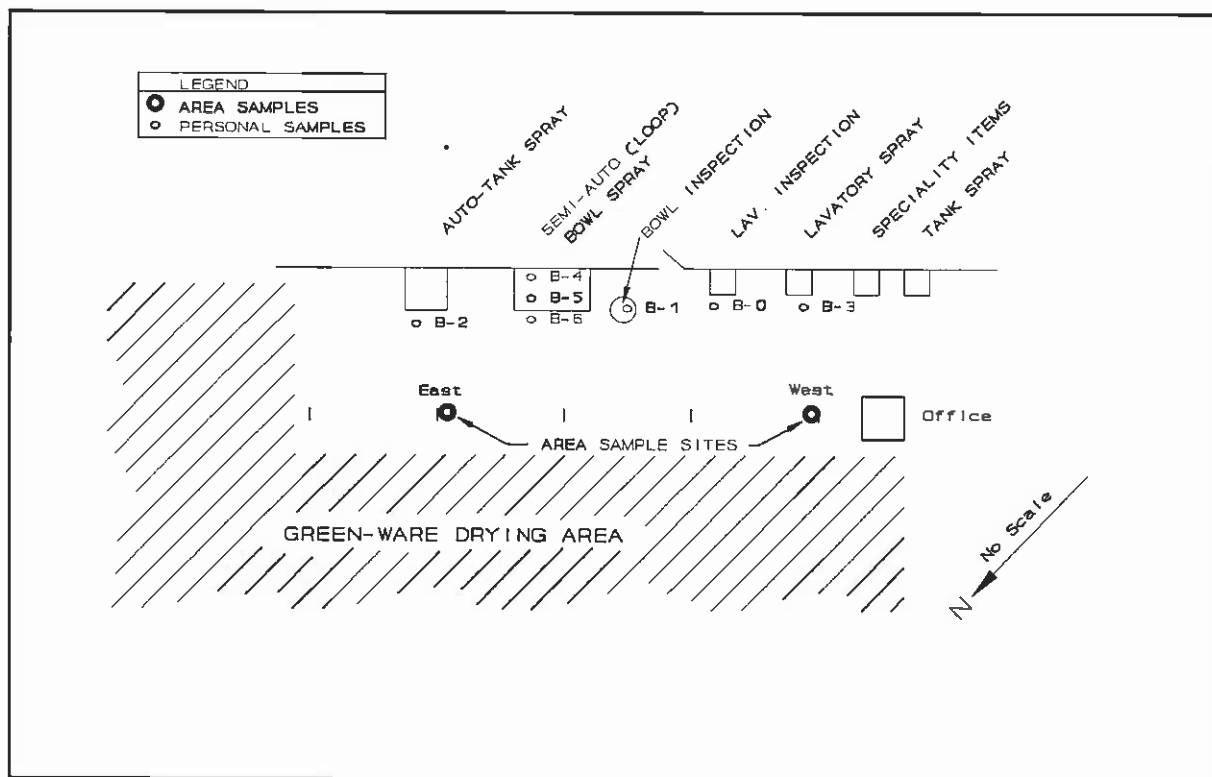 LEGEND
AREA SAMPLES
PERSONAL SAMPLES
AUTO-TANK SPRAY
SEMI-AUTO (LOOP)
BOWL SPRAY
BOWL INSPECTION
LAV. INSPECTION
LAVATORY SPRAY
SPECIALITY ITEMS
TANK SPRAY
B-4
B-5
B-6
B-2
B-1
B-0
B-3
East
West
Office
AREA SAMPLE SITES
GREEN-WARE DRYING AREA
No Scale
N